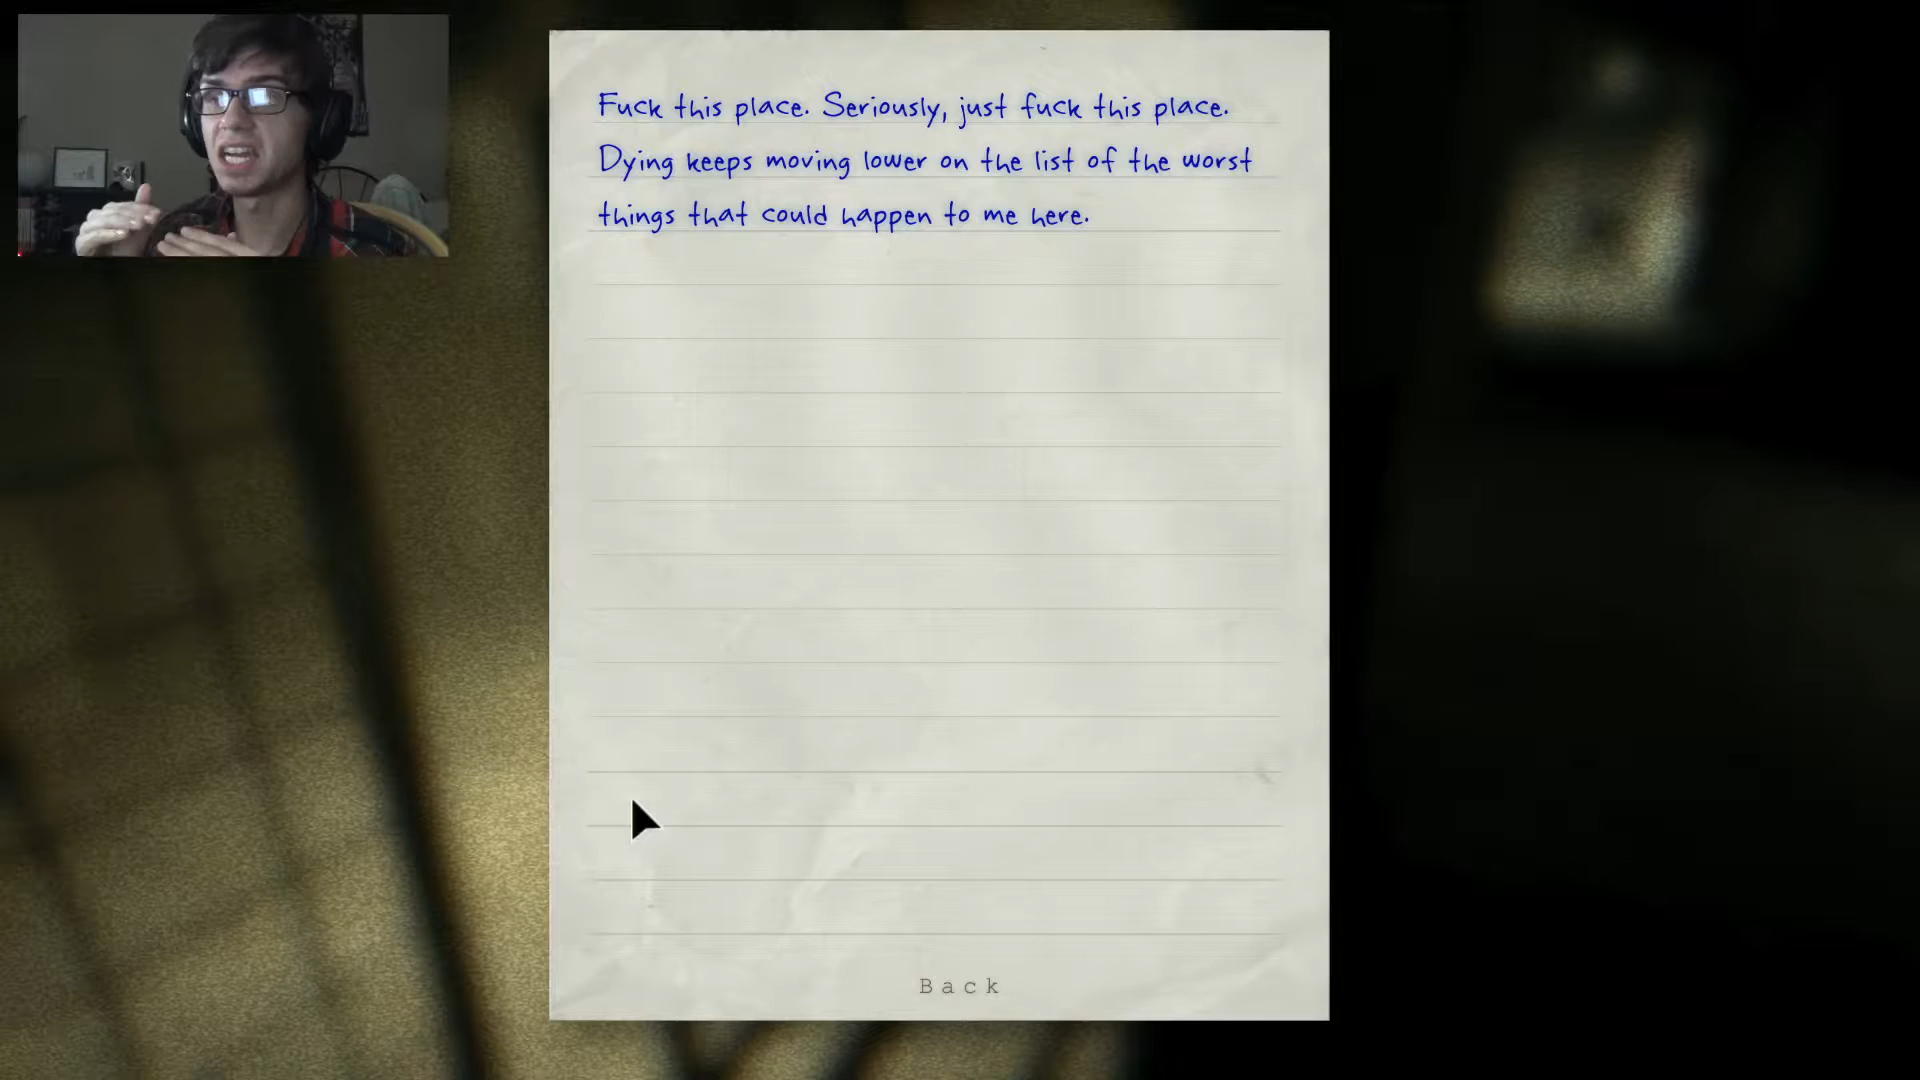 Fuck this place. Seriously, just fuck this place.
Dying keeps moving lower on the list of the worst
things that could happen to me here.
Back